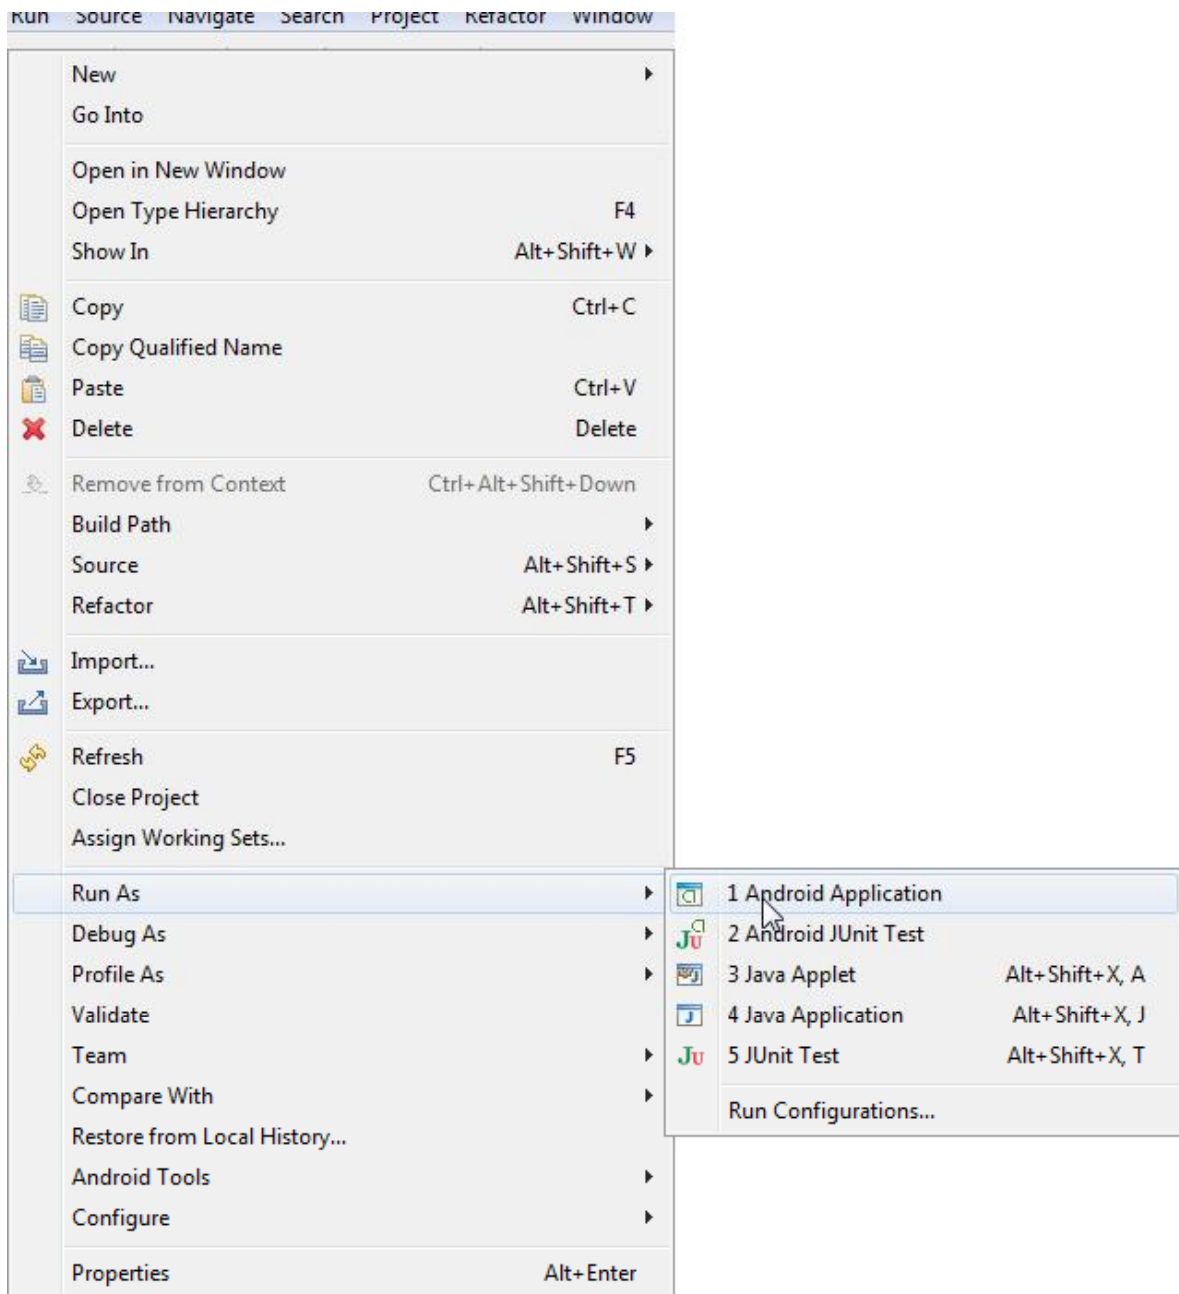 Run Source Navigate Search Project Refactor Window
New
Go Into
Open in New Window
Open Type Hierarchy F4
Show In Alt+Shift+W
Copy Ctrl+C
Copy Qualified Name
Paste Ctrl+V
Delete Delete
Remove from Context Ctrl+Alt+Shift+Down
Build Path
Source Alt+Shift+S
Refactor Alt+Shift+T
Import...
Export...
Refresh F5
Close Project
Assign Working Sets...
Run As
Debug As
Profile As
Validate
Team
Compare With
Restore from Local History...
Android Tools
Configure
Properties Alt+Enter
1 Android Application
2 Android JUnit Test
3 Java Applet Alt+Shift+X, A
4 Java Application Alt+Shift+X, J
5 JUnit Test Alt+Shift+X, T
Run Configurations...